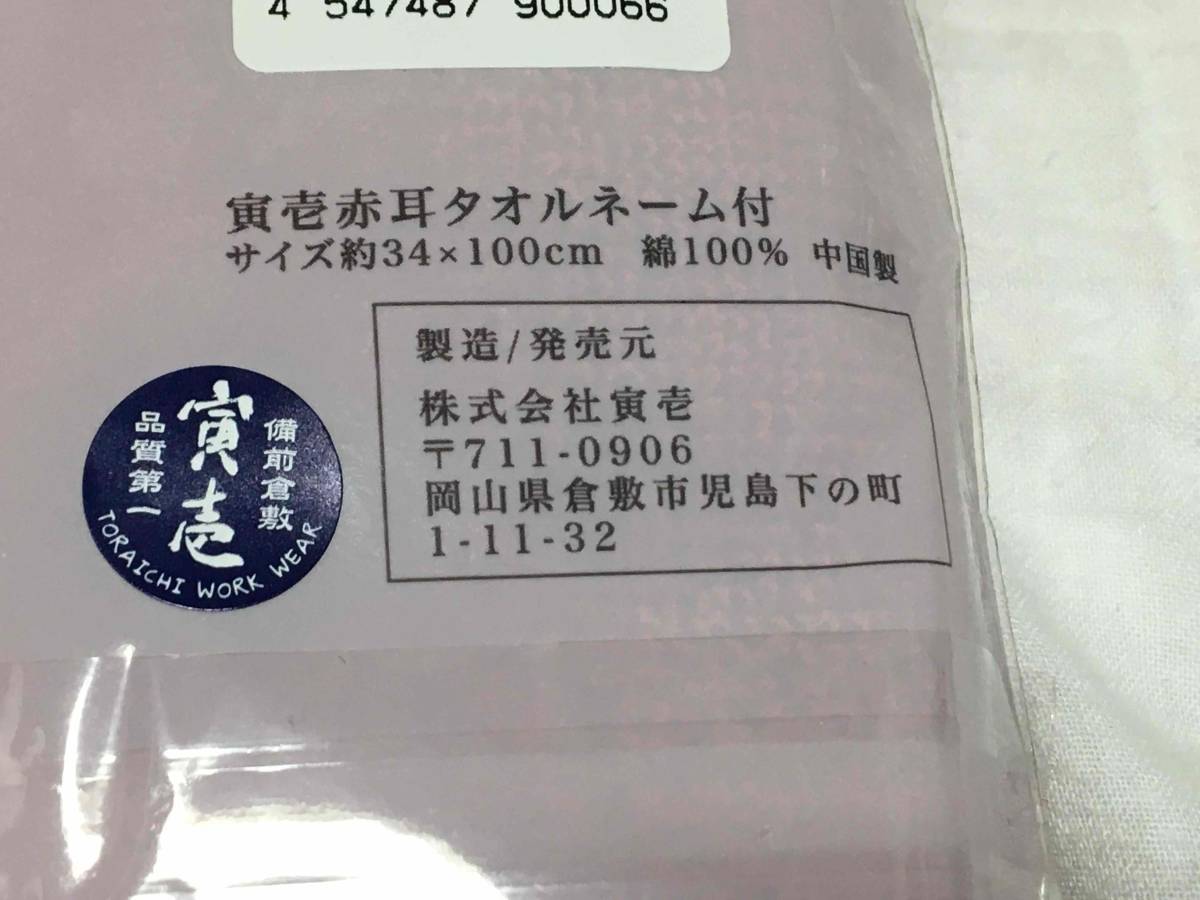 4 547487 900066
寅壱赤耳タオルネーム付
サイズ約34×100cm 綿100% 中国製
製造/発売元
株式会社寅壱
〒711-0906
岡山県倉敷市児島下の町
1-11-32
備前倉敷
寅壱
品質第一
TORAICHI WORK WEAR